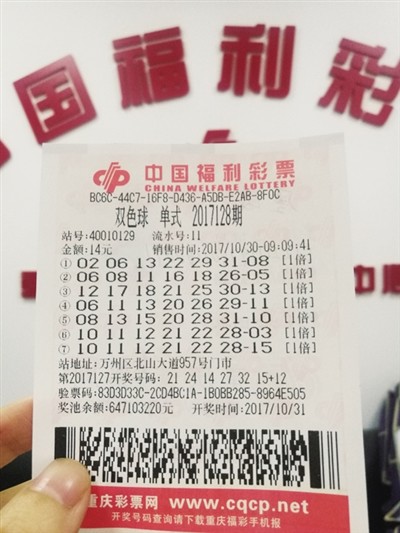 中国福利彩
中国福利彩票
CHINA WELFARE LOTTERY
BC6C-44C7-16F8-D436-A5DB-E2AB-8F0C
双色球 单式 2017128期
站号:40010129 流水号:11
金额:14元 销售时间:2017/10/30-09:09:41
① 02 06 13 22 29 31-08 [1倍]
② 06 08 11 16 18 26-05 [1倍]
③ 12 17 18 21 25 30-13 [1倍]
④ 06 11 13 20 26 29-11 [1倍]
⑤ 08 13 15 20 28 31-10 [1倍]
⑥ 10 11 12 21 22 28-03 [1倍]
⑦ 10 11 12 21 22 28-15 [1倍]
站地址:万州区北山大道957号门市
第2017127开奖号码: 21 24 14 27 32 15+12
验票码:83D3D33C-2CD4BC1A-1B0BB285-8964E505
奖池余额:647103220元 开奖时间:2017/10/31
重庆彩票网 www.cqcp.net
开奖号码查询请下载重庆福彩手机报